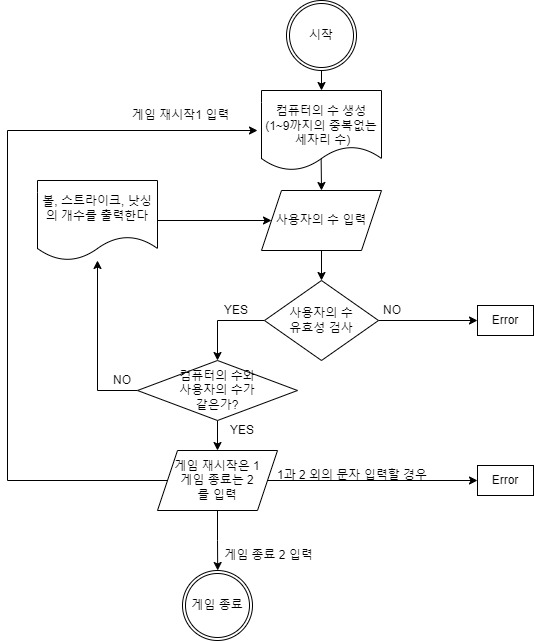 시작
게임 재시작1 입력
컴퓨터의 수 생성
(1~9까지의 중복없는
세자리 수)
볼, 스트라이크, 낫싱
의 개수를 출력한다
사용자의 수 입력
YES
사용자의 수
유효성 검사
NO
Error
NO
컴퓨터의 수와
사용자의 수가
같은가?
YES
게임 재시작은 1
게임 종료는 2
를 입력
1과 2 외의 문자 입력할 경우
Error
게임 종료 2 입력
게임 종료